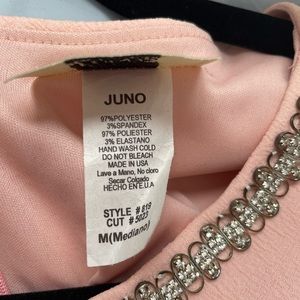 JUNO
97%POLYESTER
3%SPANDEX
97% POLIESTER
3% ELASTANO
HAND WASH COLD
DO NOT BLEACH
MADE IN USA
Lave a Mano, No cloro
Secar Colgado
HECHO EN E.U.A
STYLE # 819
CUT # 5023
M(Mediano)